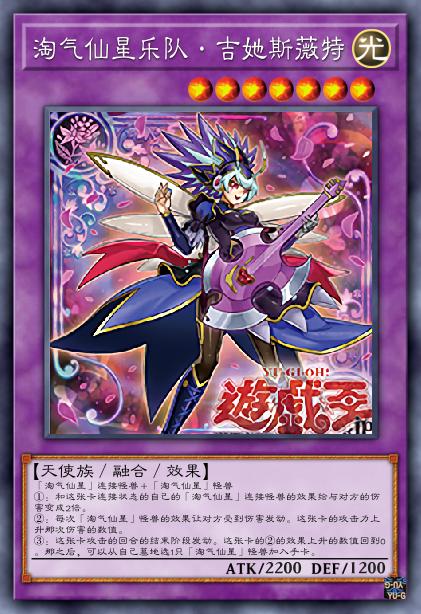 淘气仙星乐队·吉她斯薇特
光
YU-GI-OH!
遊戯王
.jp
【天使族／融合／效果】
「淘气仙星」连接怪兽＋「淘气仙星」怪兽
①：和这张卡连接状态的自己的「淘气仙星」连接怪兽的效果给与对方的伤
害变成2倍。
②：每次「淘气仙星」怪兽的效果让对方受到伤害发动。这张卡的攻击力上
升那次伤害的数值。
③：这张卡攻击的回合的结束阶段发动。这张卡的②的效果上升的数值回到0
。那之后，可以从自己墓地选1只「淘气仙星」怪兽加入手卡。
ATK/2200 DEF/1200